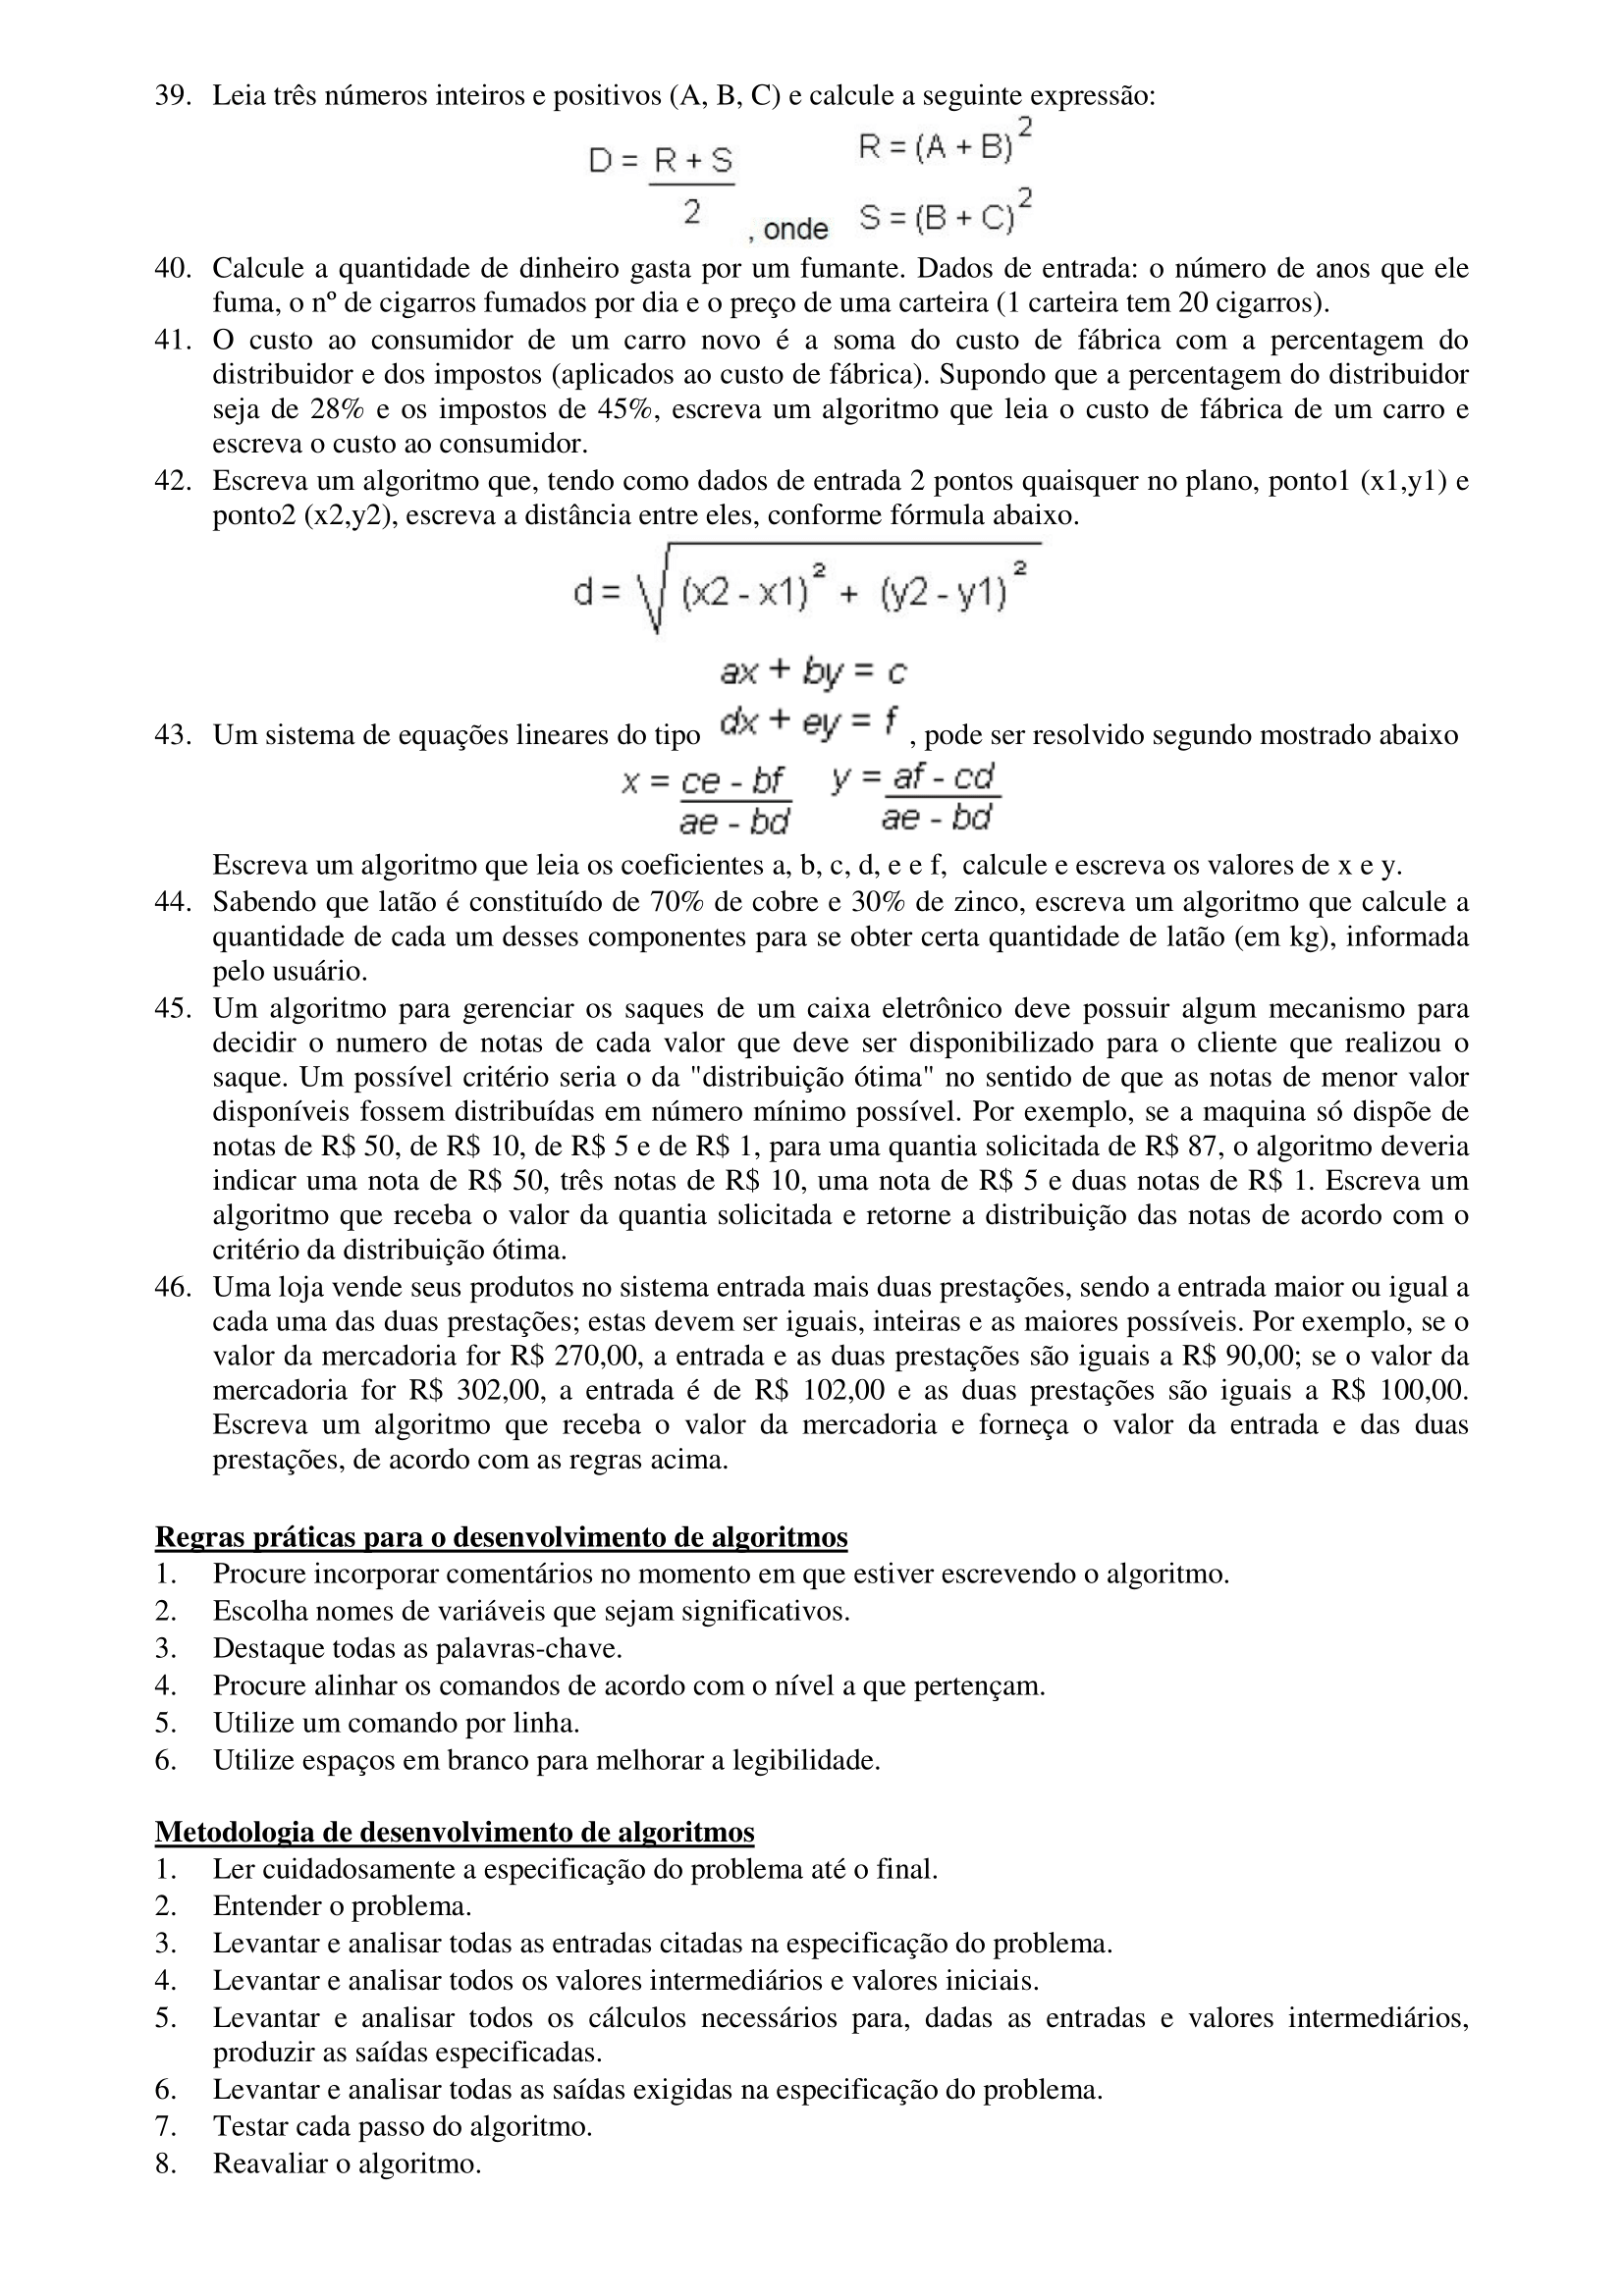 39. Leia três números inteiros e positivos (A, B, C) e calcule a seguinte expressão:
D = R + S / 2 , onde R = (A + B)²
S = (B + C)²
40. Calcule a quantidade de dinheiro gasta por um fumante. Dados de entrada: o número de anos que ele
fuma, o nº de cigarros fumados por dia e o preço de uma carteira (1 carteira tem 20 cigarros).
41. O custo ao consumidor de um carro novo é a soma do custo de fábrica com a percentagem do
distribuidor e dos impostos (aplicados ao custo de fábrica). Supondo que a percentagem do distribuidor
seja de 28% e os impostos de 45%, escreva um algoritmo que leia o custo de fábrica de um carro e
escreva o custo ao consumidor.
42. Escreva um algoritmo que, tendo como dados de entrada 2 pontos quaisquer no plano, ponto1 (x1,y1) e
ponto2 (x2,y2), escreva a distância entre eles, conforme fórmula abaixo.
d = √ (x2 - x1)² + (y2 - y1)²
ax + by = c
43. Um sistema de equações lineares do tipo dx + ey = f , pode ser resolvido segundo mostrado abaixo
x = ce - bf y = af - cd
ae - bd ae - bd
Escreva um algoritmo que leia os coeficientes a, b, c, d, e e f, calcule e escreva os valores de x e y.
44. Sabendo que latão é constituído de 70% de cobre e 30% de zinco, escreva um algoritmo que calcule a
quantidade de cada um desses componentes para se obter certa quantidade de latão (em kg), informada
pelo usuário.
45. Um algoritmo para gerenciar os saques de um caixa eletrônico deve possuir algum mecanismo para
decidir o numero de notas de cada valor que deve ser disponibilizado para o cliente que realizou o
saque. Um possível critério seria o da "distribuição ótima" no sentido de que as notas de menor valor
disponíveis fossem distribuídas em número mínimo possível. Por exemplo, se a maquina só dispõe de
notas de R$ 50, de R$ 10, de R$ 5 e de R$ 1, para uma quantia solicitada de R$ 87, o algoritmo deveria
indicar uma nota de R$ 50, três notas de R$ 10, uma nota de R$ 5 e duas notas de R$ 1. Escreva um
algoritmo que receba o valor da quantia solicitada e retorne a distribuição das notas de acordo com o
critério da distribuição ótima.
46. Uma loja vende seus produtos no sistema entrada mais duas prestações, sendo a entrada maior ou igual a
cada uma das duas prestações; estas devem ser iguais, inteiras e as maiores possíveis. Por exemplo, se o
valor da mercadoria for R$ 270,00, a entrada e as duas prestações são iguais a R$ 90,00; se o valor da
mercadoria for R$ 302,00, a entrada é de R$ 102,00 e as duas prestações são iguais a R$ 100,00.
Escreva um algoritmo que receba o valor da mercadoria e forneça o valor da entrada e das duas
prestações, de acordo com as regras acima.
Regras práticas para o desenvolvimento de algoritmos
1. Procure incorporar comentários no momento em que estiver escrevendo o algoritmo.
2. Escolha nomes de variáveis que sejam significativos.
3. Destaque todas as palavras-chave.
4. Procure alinhar os comandos de acordo com o nível a que pertençam.
5. Utilize um comando por linha.
6. Utilize espaços em branco para melhorar a legibilidade.
Metodologia de desenvolvimento de algoritmos
1. Ler cuidadosamente a especificação do problema até o final.
2. Entender o problema.
3. Levantar e analisar todas as entradas citadas na especificação do problema.
4. Levantar e analisar todos os valores intermediários e valores iniciais.
5. Levantar e analisar todos os cálculos necessários para, dadas as entradas e valores intermediários,
produzir as saídas especificadas.
6. Levantar e analisar todas as saídas exigidas na especificação do problema.
7. Testar cada passo do algoritmo.
8. Reavaliar o algoritmo.